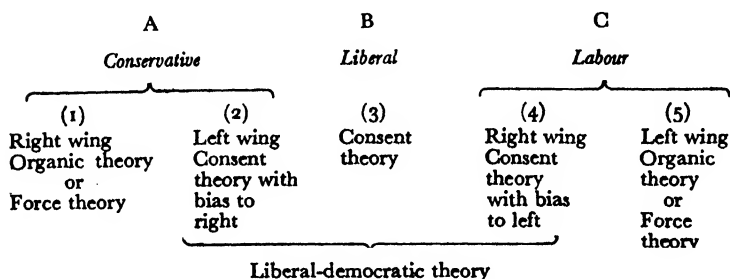 A B C
Conservative Liberal Labour
(1) (2) (3) (4) (5)
Right wing Left wing Consent Right wing Left wing
Organic theory Consent theory Consent Organic
or theory with theory theory
Force theory bias to with bias or
right to left Force
theory
Liberal-democratic theory